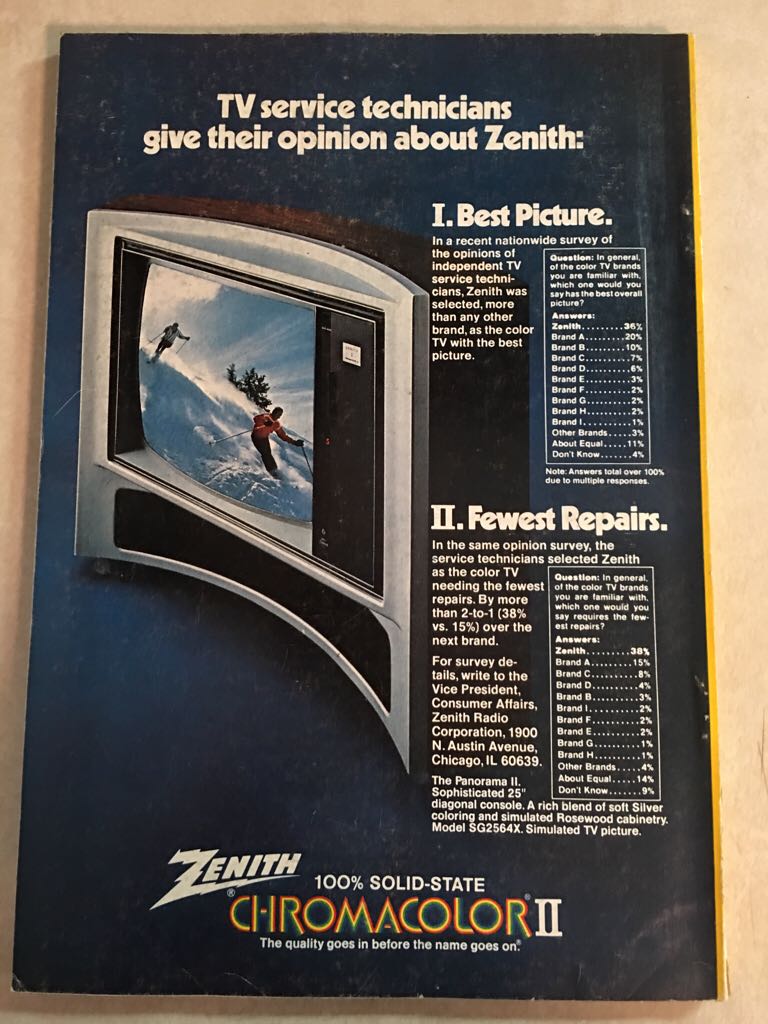 TV service technicians
give their opinion about Zenith:
I. Best Picture.
In a recent nationwide survey of
the opinions of
independent TV
service techni-
cians, Zenith was
selected, more
than any other
brand, as the color
TV with the best
picture.
Question: In general,
of the color TV brands
you are familiar with,
which one would you
say has the best overall
picture?
Answers:
Zenith.........36%
Brand A.........20%
Brand B.........10%
Brand C.........7%
Brand D.........6%
Brand E.........3%
Brand F.........2%
Brand G.........2%
Brand H.........2%
Brand I.........1%
Other Brands.....3%
About Equal.....11%
Don't Know......4%
Note: Answers total over 100%
due to multiple responses.
II. Fewest Repairs.
In the same opinion survey, the
service technicians selected Zenith
as the color TV
needing the fewest
repairs. By more
than 2-to-1 (38%
vs. 15%) over the
next brand.
For survey de-
tails, write to the
Vice President,
Consumer Affairs,
Zenith Radio
Corporation, 1900
N. Austin Avenue,
Chicago, IL 60639.
Question: In general,
of the color TV brands
you are familiar with,
which one would you
say requires the few-
est repairs?
Answers:
Zenith.........38%
Brand A.........15%
Brand C.........8%
Brand D.........4%
Brand B.........3%
Brand I.........2%
Brand F.........2%
Brand E.........2%
Brand G.........1%
Brand H.........1%
Other Brands.....4%
About Equal.....14%
Don't Know......9%
The Panorama II.
Sophisticated 25"
diagonal console. A rich blend of soft Silver
coloring and simulated Rosewood cabinetry.
Model SG2564X. Simulated TV picture.
ZENITH®
100% SOLID-STATE
CHROMACOLOR® II
The quality goes in before the name goes on.®